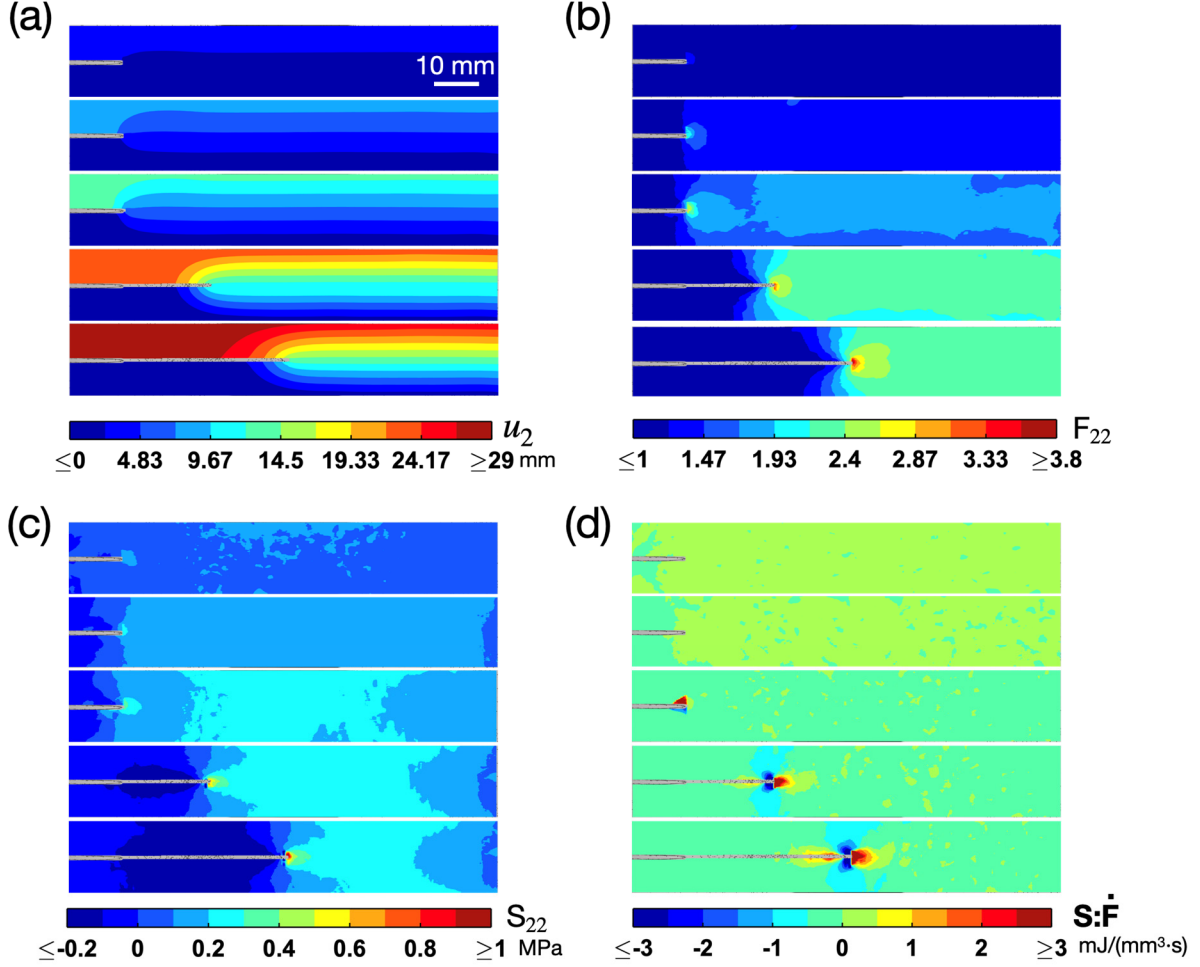 (a)
10 mm
u₂
≤0 4.83 9.67 14.5 19.33 24.17 ≥29 mm
(b)
F₂₂
≤1 1.47 1.93 2.4 2.87 3.33 ≥3.8
(c)
S₂₂
≤-0.2 0 0.2 0.4 0.6 0.8 ≥1 MPa
(d)
S:Ḟ
≤-3 -2 -1 0 1 2 ≥3 mJ/(mm³·s)